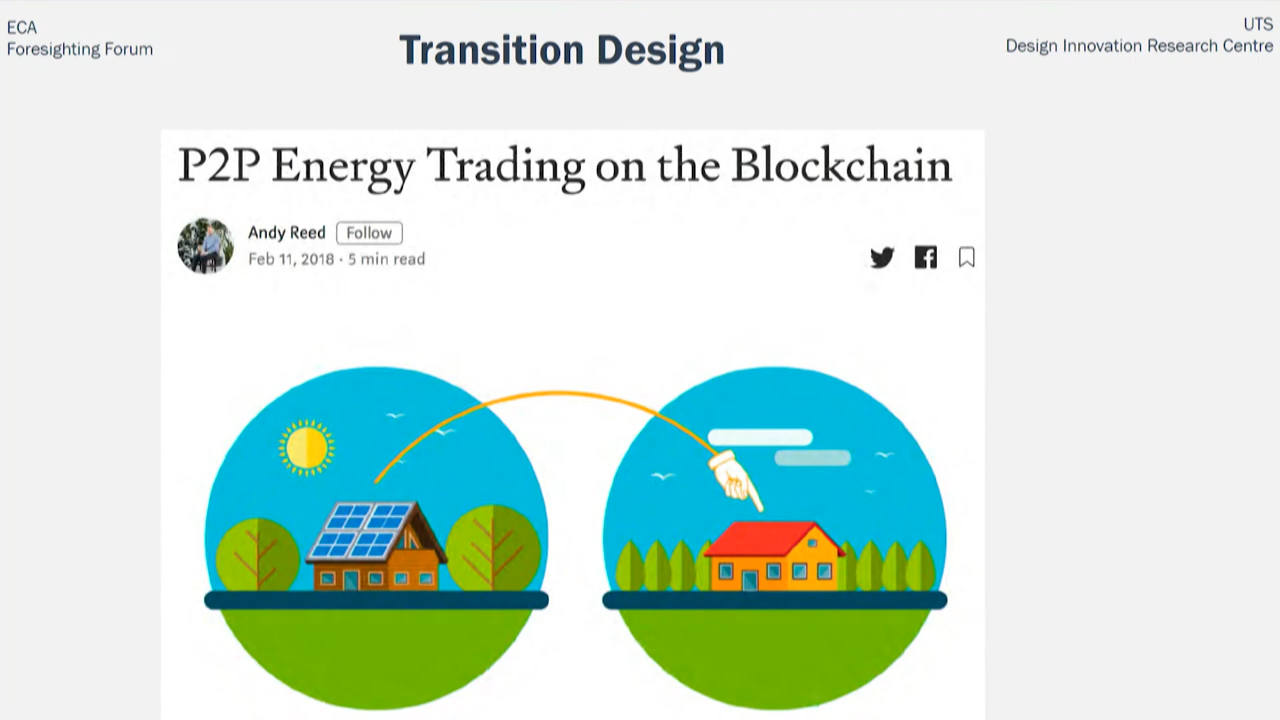 ECA
Foresighting Forum
Transition Design
UTS
Design Innovation Research Centre
P2P Energy Trading on the Blockchain
Andy Reed Follow
Feb 11, 2018 · 5 min read